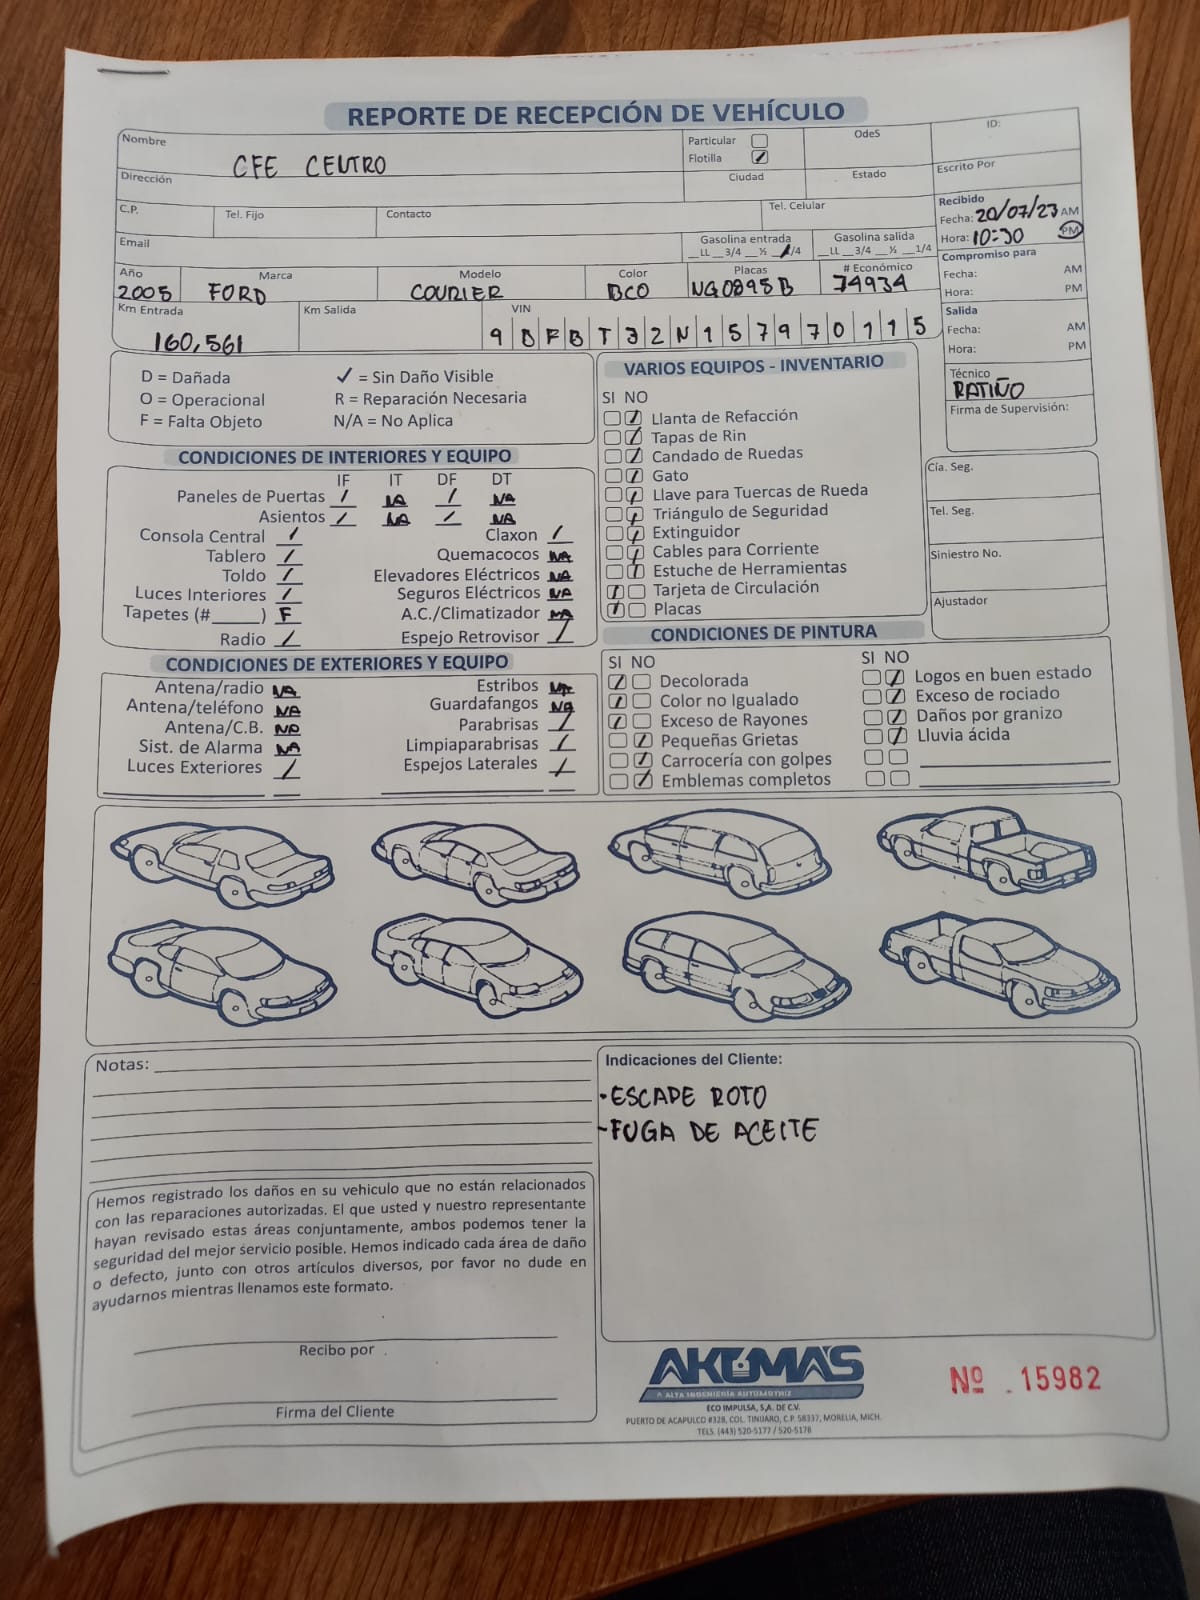 REPORTE DE RECEPCIÓN DE VEHÍCULO
Nombre
CFE CENTRO
Particular
Flotilla
OdeS
ID:
Dirección
Ciudad
Estado
Escrito Por
C.P.
Tel. Fijo
Contacto
Tel. Celular
Recibido
Fecha: 20/07/23 AM
Hora: 10:30 PM
Email
Gasolina entrada
__LL __3/4 __½ __1/4
Gasolina salida
__LL __3/4 __½ __1/4
Compromiso para
Fecha: AM
Hora: PM
Año
2005
Marca
FORD
Modelo
COURIER
Color
BCO
Placas
NG0895B
# Económico
74934
Km Entrada
160,561
Km Salida
VIN
9 B F B T 3 2 N 1 5 7 9 7 0 1 1 5
Salida
Fecha: AM
Hora: PM
Técnico
RATIÑO
Firma de Supervisión:
D = Dañada
✓ = Sin Daño Visible
O = Operacional
R = Reparación Necesaria
F = Falta Objeto
N/A = No Aplica
CONDICIONES DE INTERIORES Y EQUIPO
IF IT DF DT
Paneles de Puertas / NA / NA
Asientos / NA / NA
Consola Central /
Claxon /
Tablero /
Quemacocos NA
Toldo /
Elevadores Eléctricos NA
Luces Interiores /
Seguros Eléctricos NA
Tapetes (#_____) F
A.C./Climatizador NA
Radio /
Espejo Retrovisor /
VARIOS EQUIPOS - INVENTARIO
SI NO
Llanta de Refacción
Tapas de Rin
Candado de Ruedas
Gato
Llave para Tuercas de Rueda
Triángulo de Seguridad
Extinguidor
Cables para Corriente
Estuche de Herramientas
Tarjeta de Circulación
Placas
Cía. Seg.
Tel. Seg.
Siniestro No.
Ajustador
CONDICIONES DE EXTERIORES Y EQUIPO
Antena/radio NA
Estribos NA
Antena/teléfono NA
Guardafangos NA
Antena/C.B. NA
Parabrisas /
Sist. de Alarma NA
Limpiaparabrisas /
Luces Exteriores /
Espejos Laterales /
CONDICIONES DE PINTURA
SI NO
Decolorada
Color no Igualado
Exceso de Rayones
Pequeñas Grietas
Carrocería con golpes
Emblemas completos
SI NO
Logos en buen estado
Exceso de rociado
Daños por granizo
Lluvia ácida
Notas:
Indicaciones del Cliente:
- ESCAPE ROTO
- FUGA DE ACEITE
Hemos registrado los daños en su vehiculo que no están relacionados
con las reparaciones autorizadas. El que usted y nuestro representante
hayan revisado estas áreas conjuntamente, ambos podemos tener la
seguridad del mejor servicio posible. Hemos indicado cada área de daño
o defecto, junto con otros artículos diversos, por favor no dude en
ayudarnos mientras llenamos este formato.
Recibo por
Firma del Cliente
AKUMA'S
ALTA INGENIERÍA AUTOMOTRIZ
ECO IMPULSA, S.A. DE C.V.
PUERTO DE ACAPULCO #328, COL. TINIJARO, C.P. 58337, MORELIA, MICH.
TELS. (443) 520-5177 / 520-5178
Nº 15982